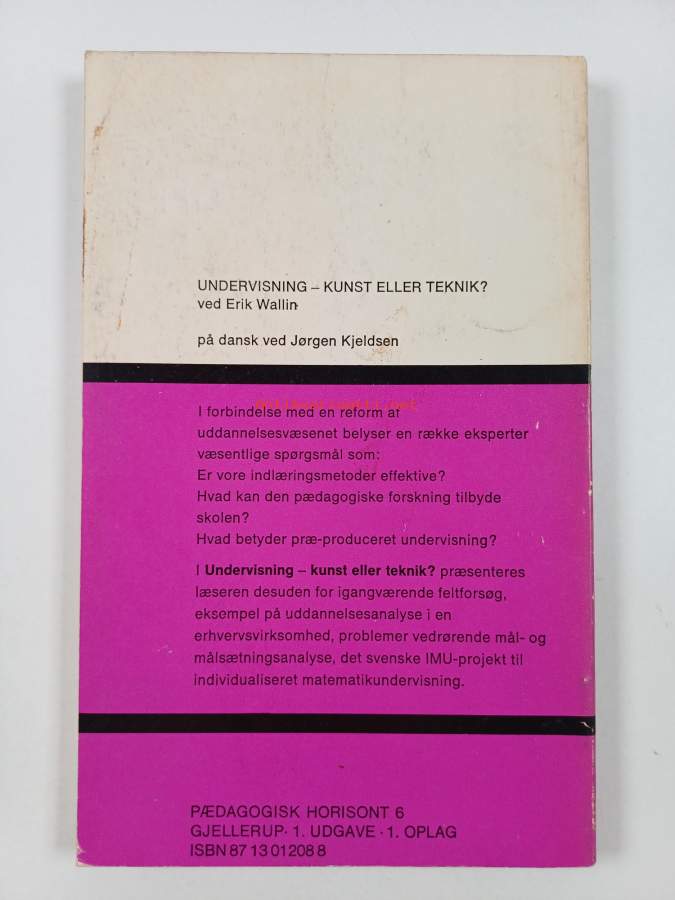 UNDERVISNING – KUNST ELLER TEKNIK?
ved Erik Wallin
på dansk ved Jørgen Kjeldsen
I forbindelse med en reform af
uddannelsesvæsenet belyser en række eksperter
væsentlige spørgsmål som:
Er vore indlæringsmetoder effektive?
Hvad kan den pædagogiske forskning tilbyde
skolen?
Hvad betyder præ-produceret undervisning?
I Undervisning – kunst eller teknik? præsenteres
læseren desuden for igangværende feltforsøg,
eksempel på uddannelsesanalyse i en
erhvervsvirksomhed, problemer vedrørende mål- og
målsætningsanalyse, det svenske IMU-projekt til
individualiseret matematikundervisning.
PÆDAGOGISK HORISONT 6
GJELLERUP · 1. UDGAVE · 1. OPLAG
ISBN 87 13 01208 8